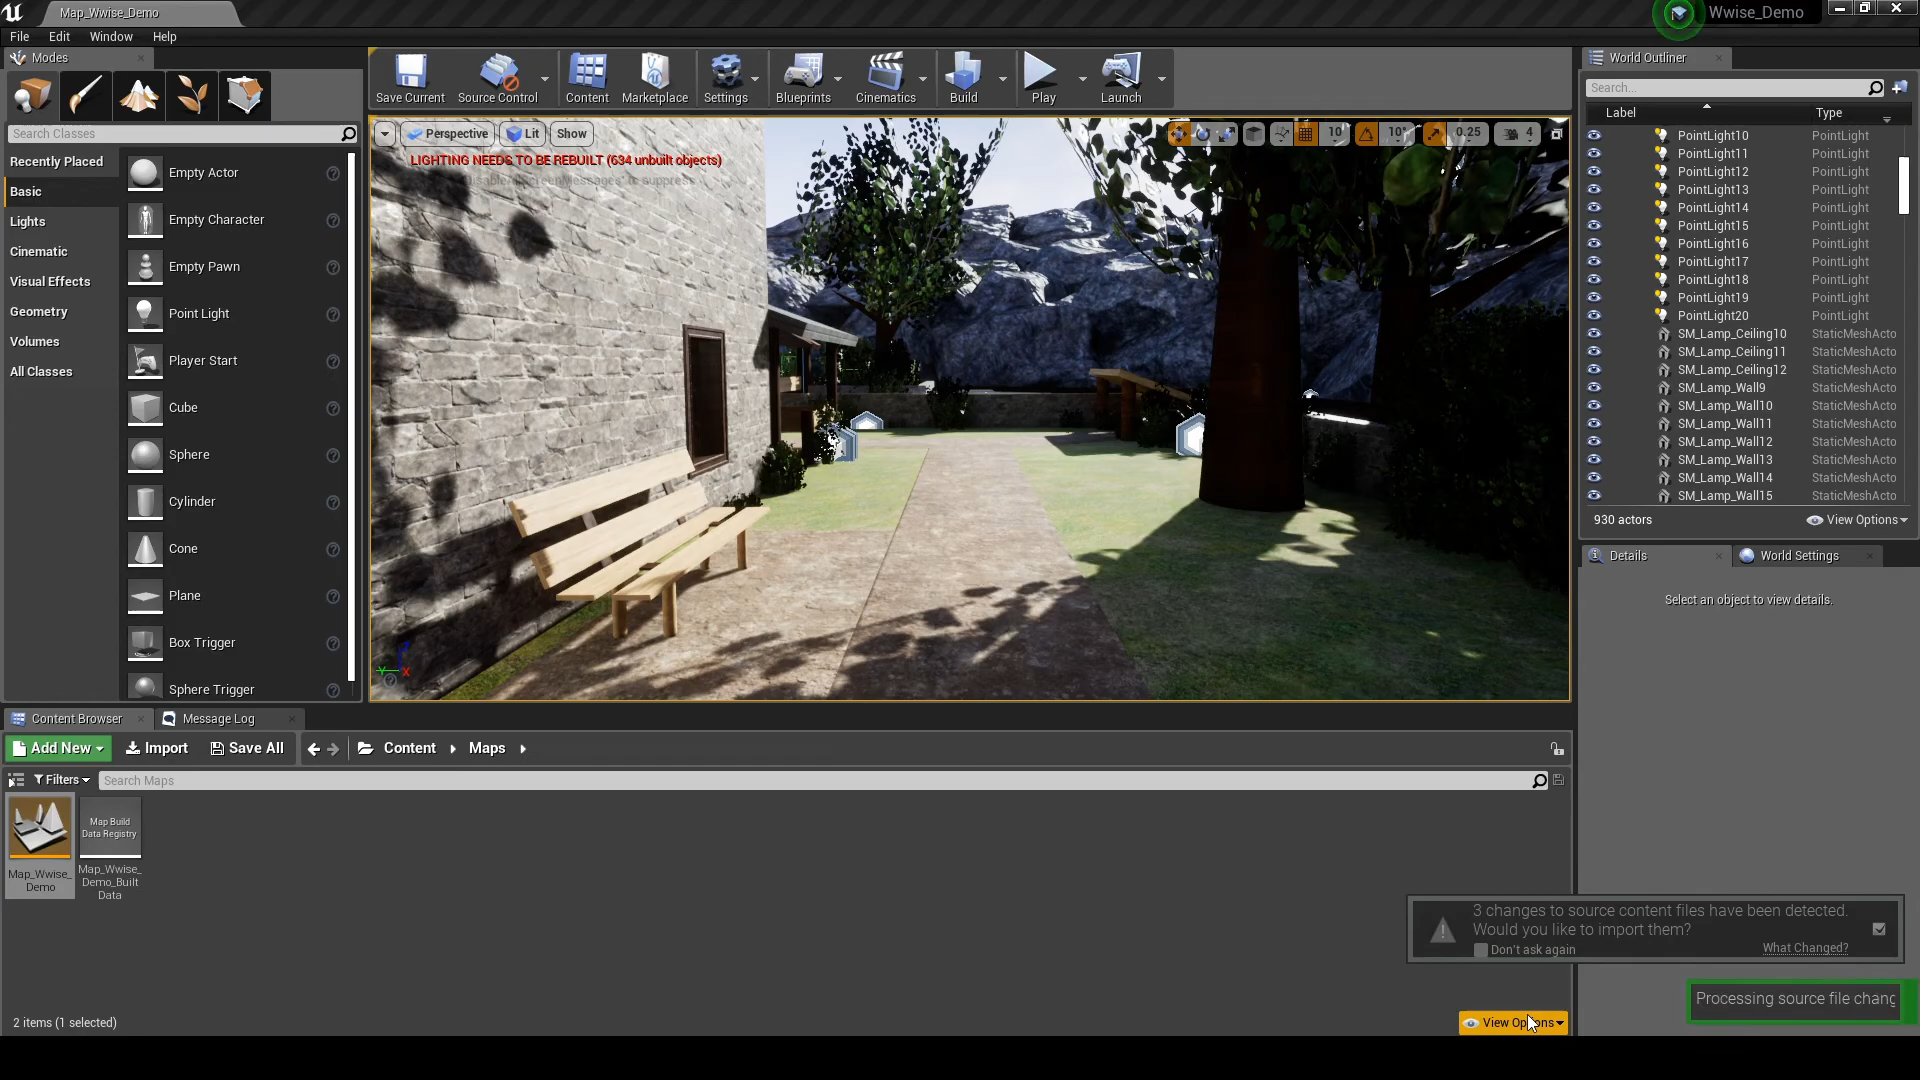 Map_Wwise_Demo
Wwise_Demo
File Edit Window Help
Modes
Save Current
Source Control
Content
Marketplace
Settings
Blueprints
Cinematics
Build
Play
Launch
World Outliner
Search...
Label Type
Search Classes
Recently Placed
Basic
Lights
Cinematic
Visual Effects
Geometry
Volumes
All Classes
Empty Actor
Empty Character
Empty Pawn
Point Light
Player Start
Cube
Sphere
Cylinder
Cone
Plane
Box Trigger
Sphere Trigger
Perspective Lit Show
10 10° 0.25 4
LIGHTING NEEDS TO BE REBUILT (634 unbuilt objects)
PointLight10 PointLight
PointLight11 PointLight
PointLight12 PointLight
PointLight13 PointLight
PointLight14 PointLight
PointLight15 PointLight
PointLight16 PointLight
PointLight17 PointLight
PointLight18 PointLight
PointLight19 PointLight
PointLight20 PointLight
SM_Lamp_Ceiling10 StaticMeshActo
SM_Lamp_Ceiling11 StaticMeshActo
SM_Lamp_Ceiling12 StaticMeshActo
SM_Lamp_Wall9 StaticMeshActo
SM_Lamp_Wall10 StaticMeshActo
SM_Lamp_Wall11 StaticMeshActo
SM_Lamp_Wall12 StaticMeshActo
SM_Lamp_Wall13 StaticMeshActo
SM_Lamp_Wall14 StaticMeshActo
SM_Lamp_Wall15 StaticMeshActo
930 actors View Options
Details World Settings
Select an object to view details.
Y X
Content Browser Message Log
Add New Import Save All Content Maps
Filters Search Maps
Map Build
Data Registry
Map_Wwise_
Demo
Map_Wwise_
Demo_Built
Data
3 changes to source content files have been detected.
Would you like to import them?
Don't ask again What Changed?
Processing source file chang
2 items (1 selected) View Options